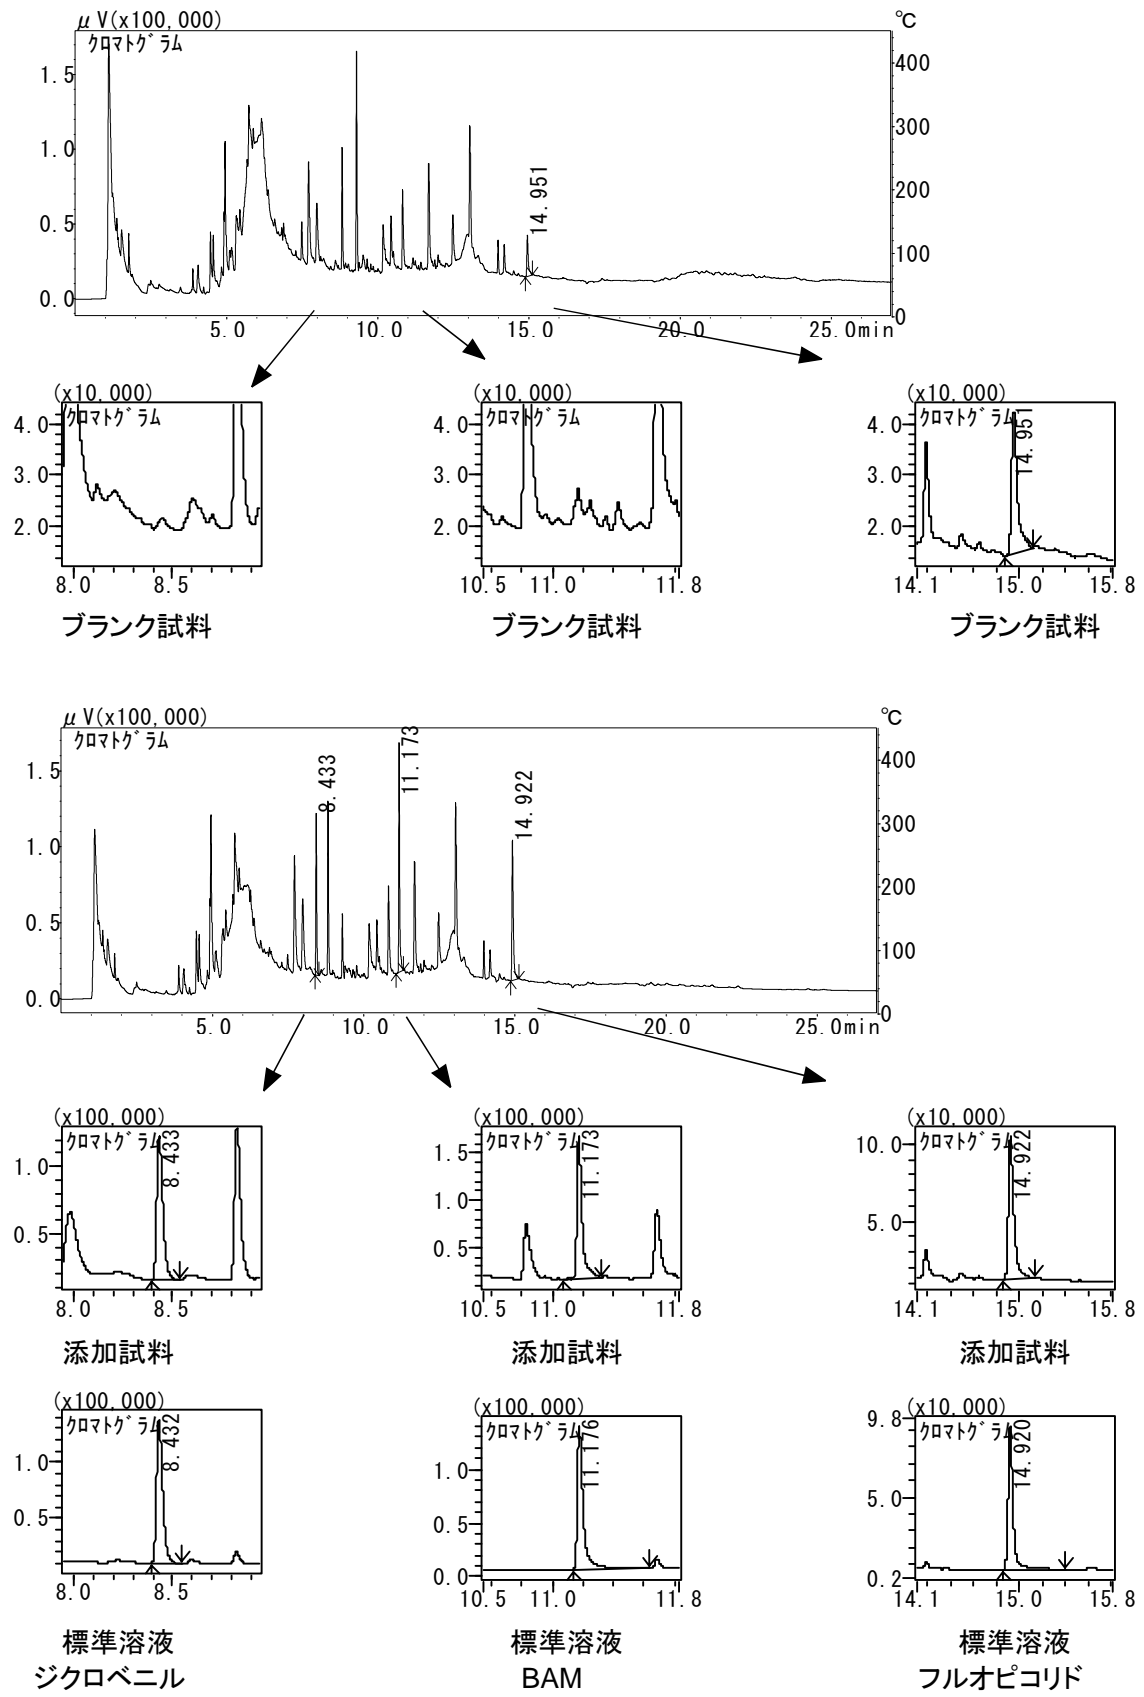 μV(x100,000)
°C
クロマトグラム
1.5
1.0
0.5
0.0
400
300
200
100
0
14.951
5.0 10.0 15.0 20.0 25.0min
(x10,000) (x10,000) (x10,000)
クロマトグラム クロマトグラム クロマトグラム
4.0 4.0 4.0
3.0 3.0 3.0
2.0 2.0 2.0
14.951
8.0 8.5 10.5 11.0 11.8 14.1 15.0 15.8
ブランク試料 ブランク試料 ブランク試料
μV(x100,000)
°C
クロマトグラム
1.5
1.0
0.5
0.0
400
300
200
100
0
8.433
11.173
14.922
5.0 10.0 15.0 20.0 25.0min
(x100,000) (x100,000) (x10,000)
クロマトグラム クロマトグラム クロマトグラム
8.433 11.173 14.922
1.0 1.5 10.0
0.5 1.0 5.0
0.5
8.0 8.5 10.5 11.0 11.8 14.1 15.0 15.8
添加試料 添加試料 添加試料
(x100,000) (x100,000) (x10,000)
クロマトグラム クロマトグラム クロマトグラム
8.432 11.176 14.920
1.0 1.0 9.8
0.5 0.5 5.0
0.0 0.2
8.0 8.5 10.5 11.0 11.8 14.1 15.0 15.8
標準溶液 標準溶液 標準溶液
ジクロベニル BAM フルオピコリド